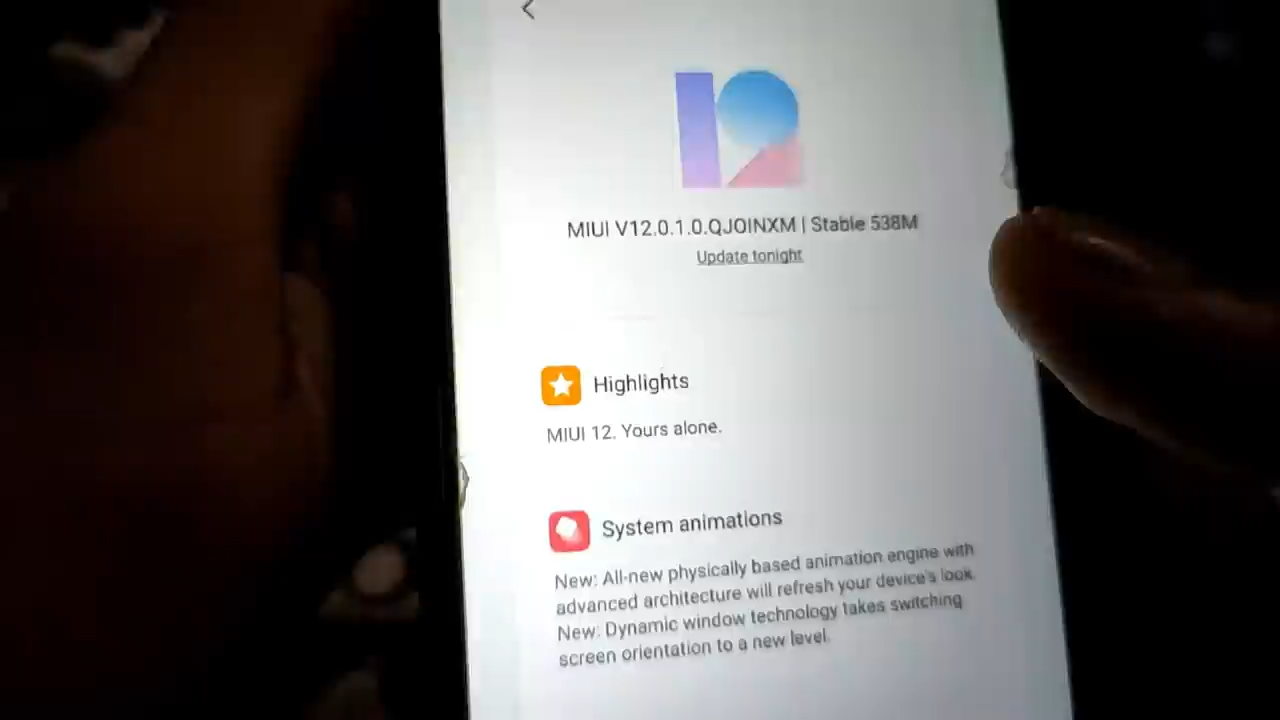 MIUI V12.0.1.0.QJOINXM | Stable 538M
Update tonight
Highlights
MIUI 12. Yours alone.
System animations
New: All-new physically based animation engine with
advanced architecture will refresh your device's look.
New: Dynamic window technology takes switching
screen orientation to a new level.